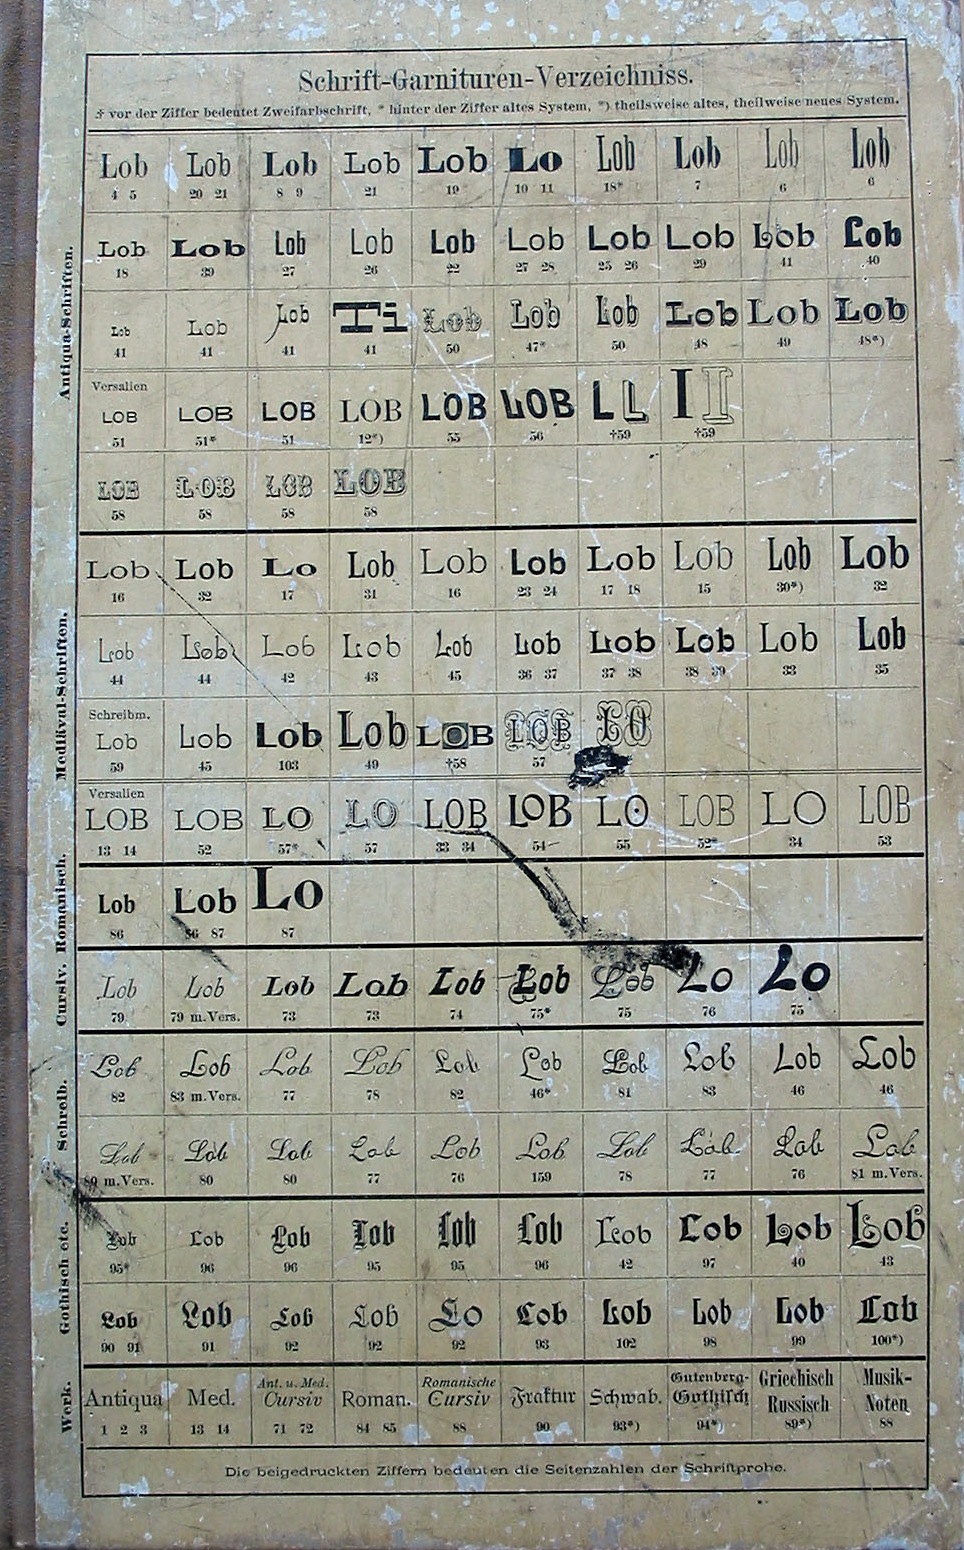 Schrift-Garnituren-Verzeichniss.
† vor der Ziffer bedeutet Zweifarbschrift, * hinter der Ziffer altes System, *) theilsweise altes, theilweise neues System.
Antiqua-Schriften.
Lob Lob Lob Lob Lob Lo Lob Lob Lob Lob
4 5 20 21 8 9 21 19 10 11 18* 7 6 6
Lob Lob Lob Lob Lob Lob Lob Lob Lob Lob
18 39 27 26 22 27 28 25 26 29 41 40
Lob Lob Lob Ti Lob Lob Lob Lob Lob Lob
41 41 41 41 50 47* 50 48 49 48*)
Versalien
LOB LOB LOB LOB LOB LOB L L I I
51 51* 51 12*) 55 56 †59 †59
LOB LOB LOB LOB
58 58 58 58
Mediäval-Schriften.
Lob Lob Lo Lob Lob Lob Lob Lob Lob Lob
16 32 17 31 16 23 24 17 18 15 30*) 32
Lob Lob Lob Lob Lob Lob Lob Lob Lob Lob
44 44 42 43 45 36 37 37 38 38 39 33 35
Schreibm.
Lob Lob Lob Lob LOB LOB LO
59 45 103 49 †58 57
Versalien
LOB LOB LO LO LOB LOB LO LOB LO LOB
13 14 52 57* 57 33 34 54 55 52* 34 53
Romanisch.
Lob Lob Lo
86 86 87 87
Cursiv.
Lob Lob Lob Lob Lob Lob Lob Lo Lo
79 79 m.Vers. 73 73 74 75* 75 76 75
Schreib.
Lob Lob Lob Lob Lob Lob Lob Lob Lob Lob
82 83 m.Vers. 77 78 82 46* 81 83 46 46
Lob Lob Lob Lob Lob Lob Lob Lob Lob Lob
80 m.Vers. 80 80 77 76 159 78 77 76 81 m.Vers.
Gothisch etc.
Lob Lob Lob Lob Lob Lob Lob Lob Lob Lob
95* 96 96 95 95 96 42 97 40 43
Lob Lob Lob Lob Lo Lob Lob Lob Lob Lob
90 91 91 92 92 92 93 102 98 99 100*)
Werk.
Antiqua Med. Ant. u. Med. Cursiv Roman. Romanische Cursiv Fraktur Schwab. Gutenberg-Gothisch Griechisch Russisch Musik-Noten
1 2 3 13 14 71 72 84 85 88 90 93*) 94*) 89*) 88
Die beigedruckten Ziffern bedeuten die Seitenzahlen der Schriftprobe.